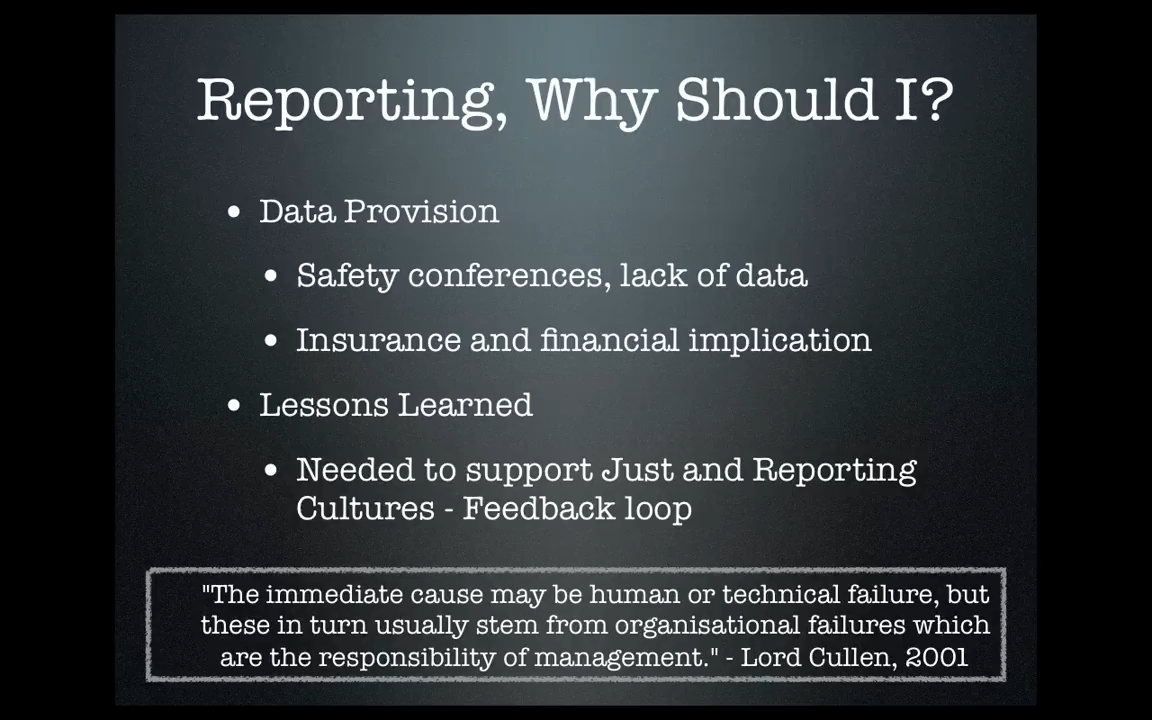 Reporting, Why Should I?
• Data Provision
• Safety conferences, lack of data
• Insurance and financial implication
• Lessons Learned
• Needed to support Just and Reporting
Cultures - Feedback loop
"The immediate cause may be human or technical failure, but
these in turn usually stem from organisational failures which
are the responsibility of management." - Lord Cullen, 2001